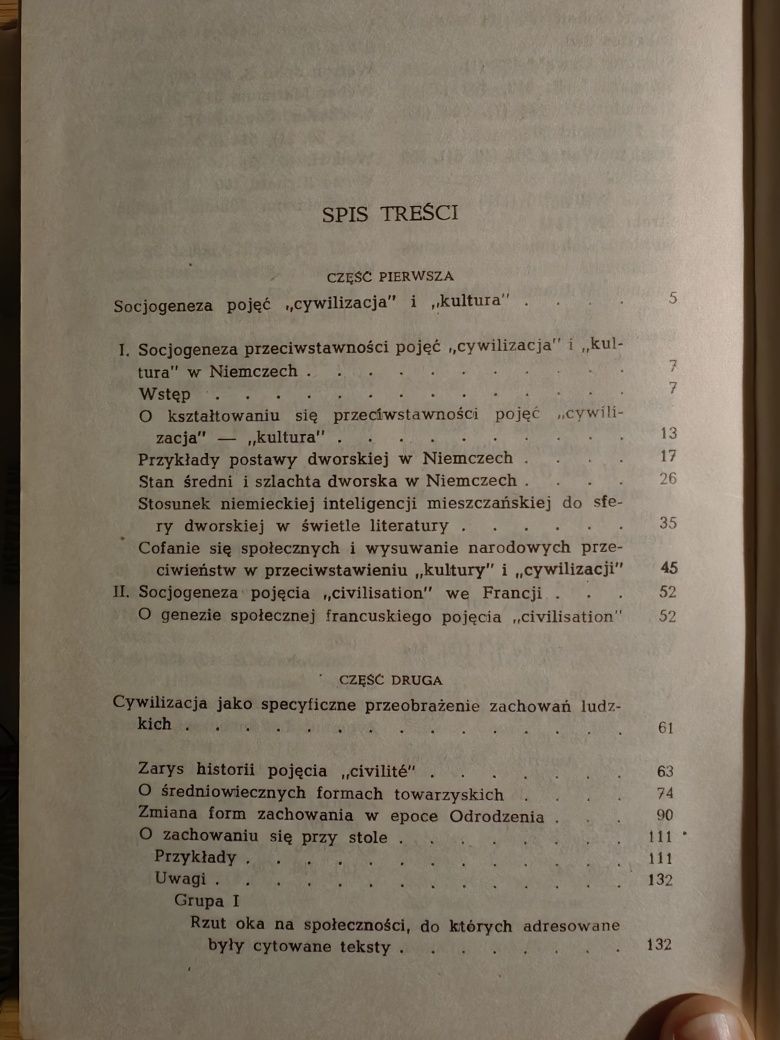 SPIS TREŚCI
CZĘŚĆ PIERWSZA
Socjogeneza pojęć „cywilizacja" i „kultura" . . . . 5
I. Socjogeneza przeciwstawności pojęć „cywilizacja" i „kul-
tura" w Niemczech . . . . . . . . . . . 7
Wstęp . . . . . . . . . . . . . . 7
O kształtowaniu się przeciwstawności pojęć „cywili-
zacja" — „kultura" . . . . . . . . . . 13
Przykłady postawy dworskiej w Niemczech . . . . 17
Stan średni i szlachta dworska w Niemczech . . . . 26
Stosunek niemieckiej inteligencji mieszczańskiej do sfe-
ry dworskiej w świetle literatury . . . . . . 35
Cofanie się społecznych i wysuwanie narodowych prze-
ciwieństw w przeciwstawieniu „kultury" i „cywilizacji" 45
II. Socjogeneza pojęcia „civilisation" we Francji . . . 52
O genezie społecznej francuskiego pojęcia „civilisation" 52
CZĘŚĆ DRUGA
Cywilizacja jako specyficzne przeobrażenie zachowań ludz-
kich . . . . . . . . . . . . . . . 61
Zarys historii pojęcia „civilité" . . . . . . . 63
O średniowiecznych formach towarzyskich . . . . 74
Zmiana form zachowania w epoce Odrodzenia . . . 90
O zachowaniu się przy stole . . . . . . . . 111
Przykłady . . . . . . . . . . . . . 111
Uwagi . . . . . . . . . . . . . . 132
Grupa I
Rzut oka na społeczności, do których adresowane
były cytowane teksty . . . . . . . . 132